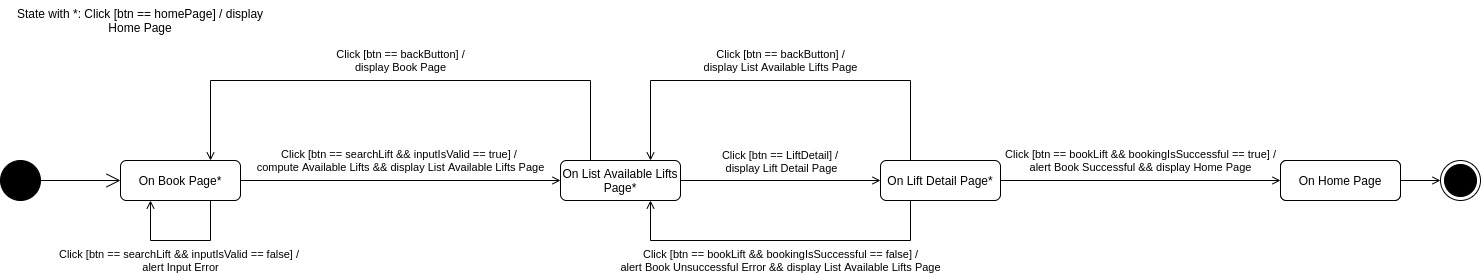 State with *: Click [btn == homePage] / display
Home Page
Click [btn == backButton] /
display Book Page
Click [btn == backButton] /
display List Available Lifts Page
Click [btn == searchLift && inputIsValid == true] /
compute Available Lifts && display List Available Lifts Page
Click [btn == LiftDetail] /
display Lift Detail Page
Click [btn == bookLift && bookingIsSuccessful == true] /
alert Book Successful && display Home Page
On Book Page*
On List Available Lifts
Page*
On Lift Detail Page*
On Home Page
Click [btn == searchLift && inputIsValid == false] /
alert Input Error
Click [btn == bookLift && bookingIsSuccessful == false] /
alert Book Unsuccessful Error && display List Available Lifts Page